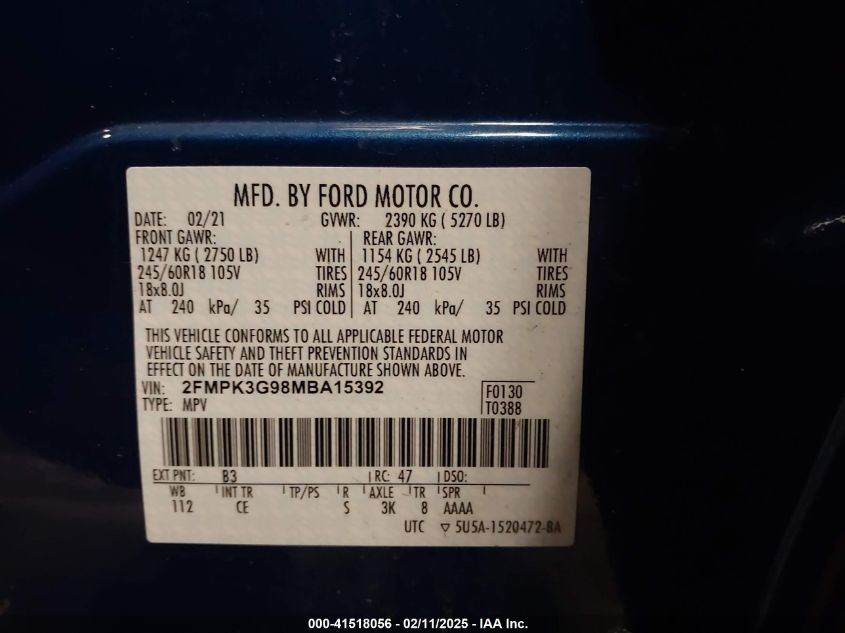 MFD. BY FORD MOTOR CO.
DATE: 02/21 GVWR: 2390 KG ( 5270 LB)
FRONT GAWR: REAR GAWR:
1247 KG ( 2750 LB) WITH 1154 KG ( 2545 LB) WITH
245/60R18 105V TIRES 245/60R18 105V TIRES
18x8.0J RIMS 18x8.0J RIMS
AT 240 kPa/ 35 PSI COLD AT 240 kPa/ 35 PSI COLD
THIS VEHICLE CONFORMS TO ALL APPLICABLE FEDERAL MOTOR
VEHICLE SAFETY AND THEFT PREVENTION STANDARDS IN
EFFECT ON THE DATE OF MANUFACTURE SHOWN ABOVE.
VIN: 2FMPK3G98MBA15392 F0130
TYPE: MPV T0388
EXT PNT: B3 RC: 47 DSO:
WB INT TR TP/PS R AXLE TR SPR
112 CE S 3K 8 AAAA
UTC ▽ 5U5A-1520472-BA
000-41518056 - 02/11/2025 - IAA Inc.